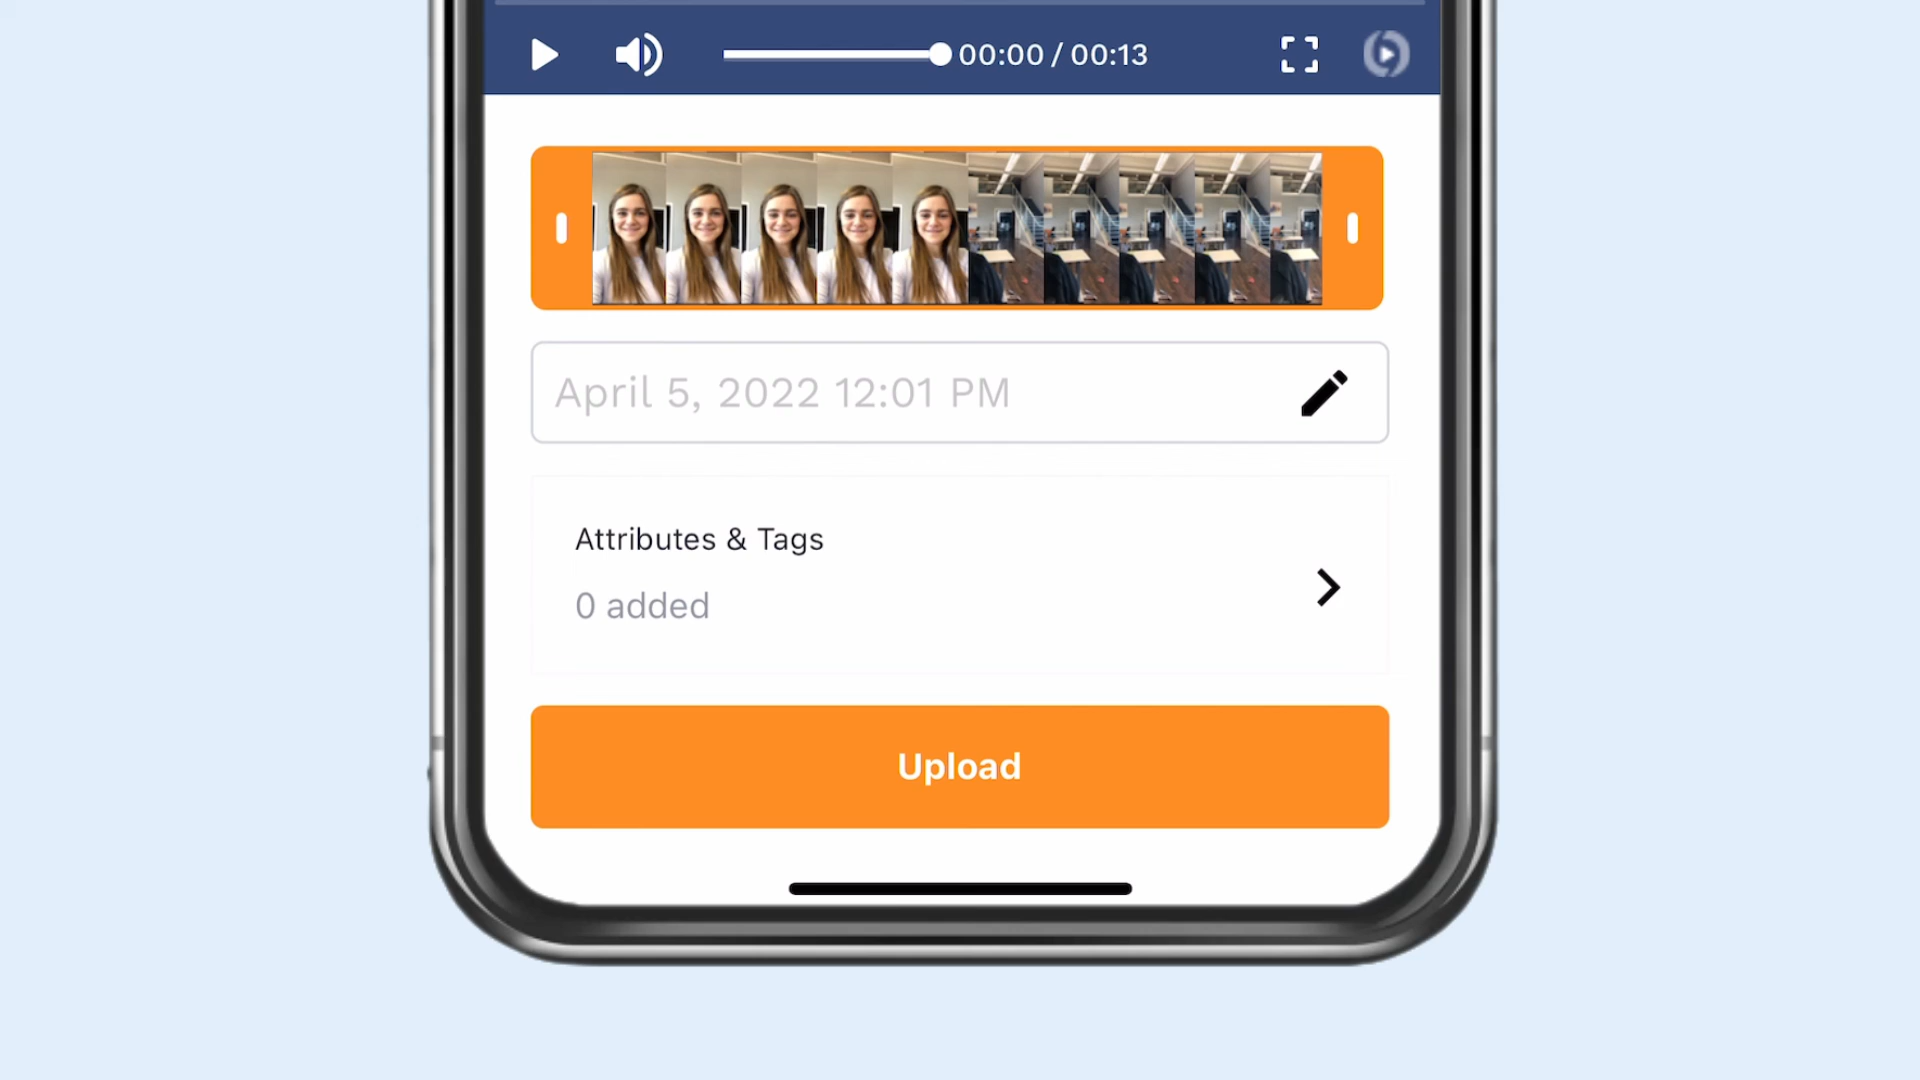 00:00 / 00:13
April 5, 2022 12:01 PM
Attributes & Tags
0 added
Upload